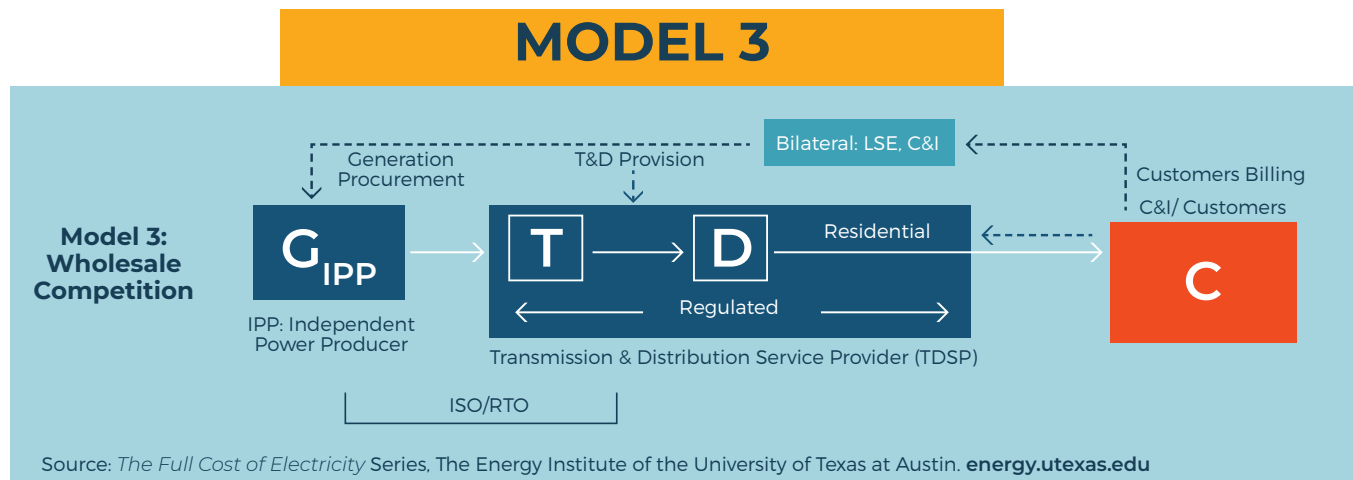 MODEL 3
Bilateral: LSE, C&I
Generation
Procurement
T&D Provision
Customers Billing
C&I/ Customers
Model 3:
Wholesale
Competition
G IPP
T
D
Residential
C
Regulated
IPP: Independent
Power Producer
Transmission & Distribution Service Provider (TDSP)
ISO/RTO
Source: The Full Cost of Electricity Series, The Energy Institute of the University of Texas at Austin. energy.utexas.edu